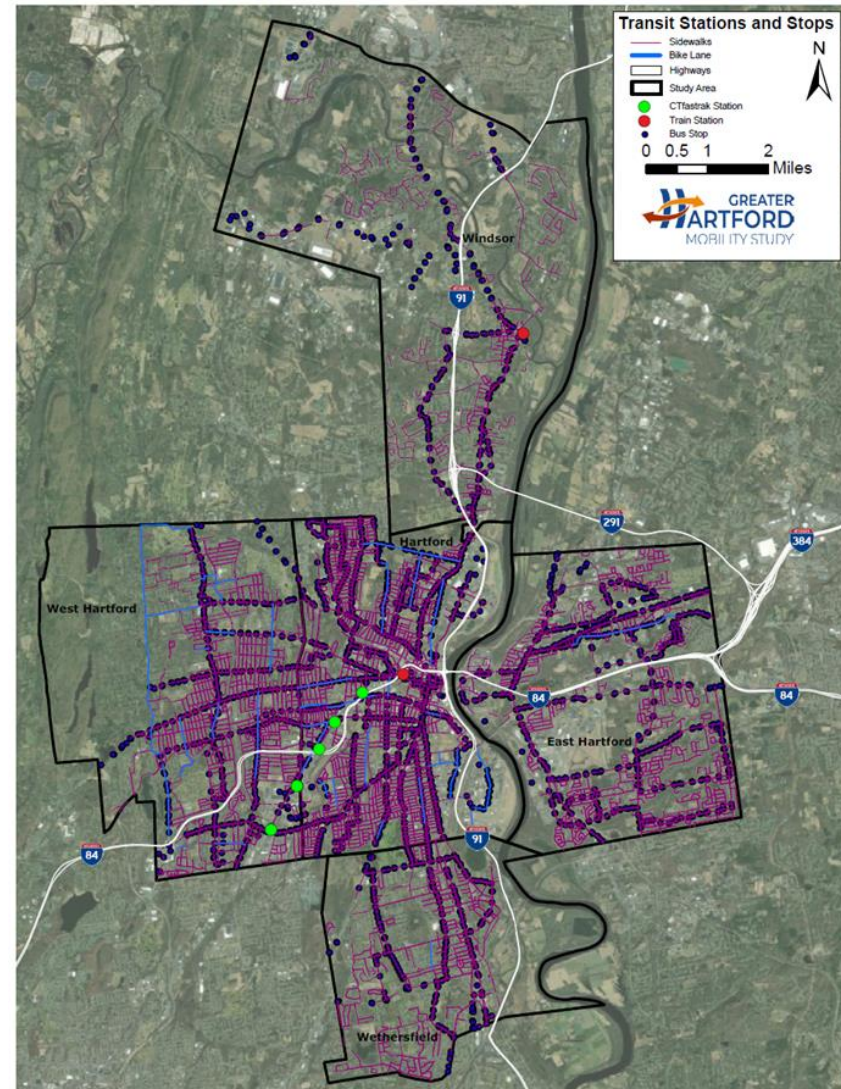 Transit Stations and Stops
Sidewalks
Bike Lane
Highways
Study Area
CTfastrak Station
Train Station
Bus Stop
N
0 0.5 1 2
Miles
GREATER
HARTFORD
MOBILITY STUDY
Windsor
91
Hartford
291
384
West Hartford
84
84
East Hartford
91
84
Wethersfield